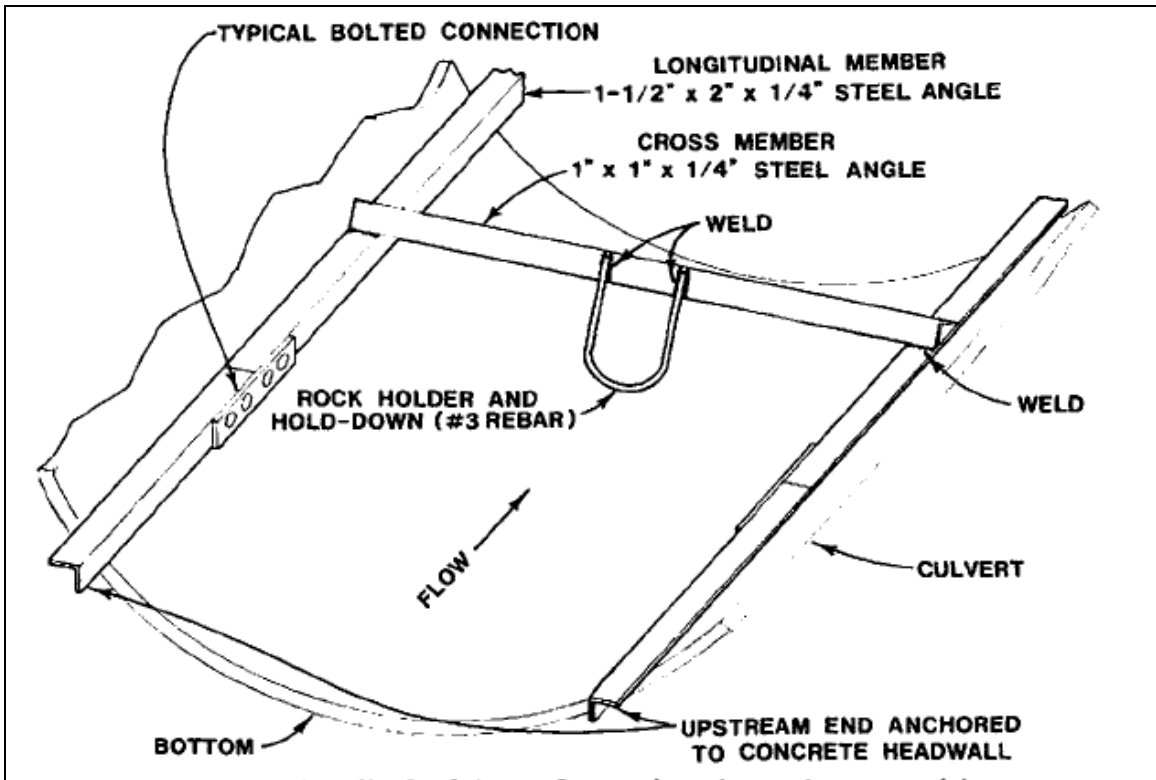 TYPICAL BOLTED CONNECTION
LONGITUDINAL MEMBER
1-1/2" x 2" x 1/4" STEEL ANGLE
CROSS MEMBER
1" x 1" x 1/4" STEEL ANGLE
WELD
ROCK HOLDER AND
HOLD-DOWN (#3 REBAR)
WELD
FLOW
CULVERT
BOTTOM
UPSTREAM END ANCHORED
TO CONCRETE HEADWALL